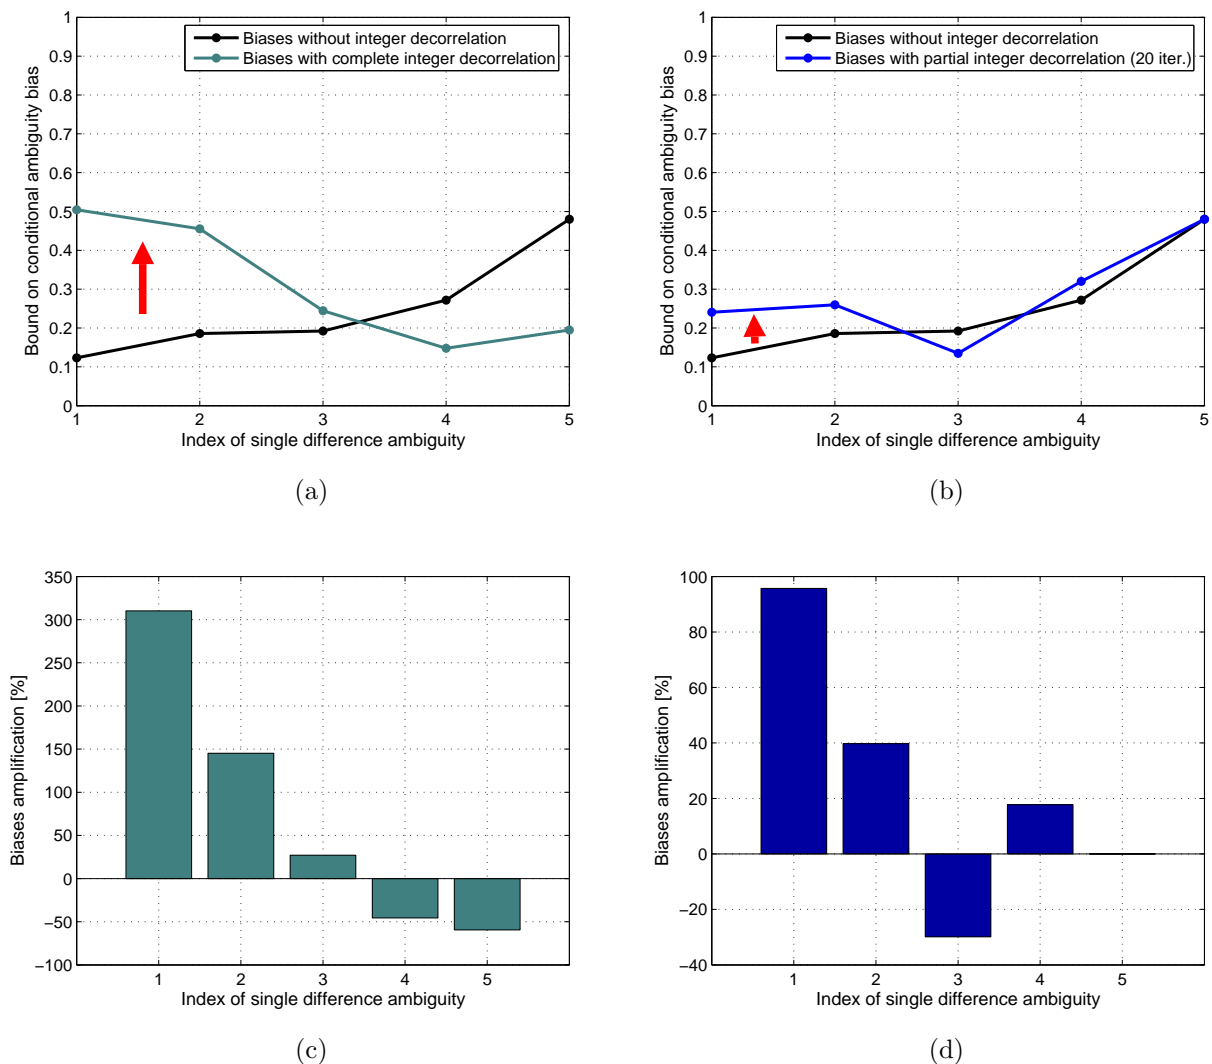 1
0.9
0.8
0.7
0.6
0.5
0.4
0.3
0.2
0.1
0
Bound on conditional ambiguity bias
Biases without integer decorrelation
Biases with complete integer decorrelation
1 2 3 4 5
Index of single difference ambiguity
(a)
1
0.9
0.8
0.7
0.6
0.5
0.4
0.3
0.2
0.1
0
Bound on conditional ambiguity bias
Biases without integer decorrelation
Biases with partial integer decorrelation (20 iter.)
1 2 3 4 5
Index of single difference ambiguity
(b)
350
300
250
200
150
100
50
0
−50
−100
Biases amplification [%]
1 2 3 4 5
Index of single difference ambiguity
(c)
100
80
60
40
20
0
−20
−40
Biases amplification [%]
1 2 3 4 5
Index of single difference ambiguity
(d)